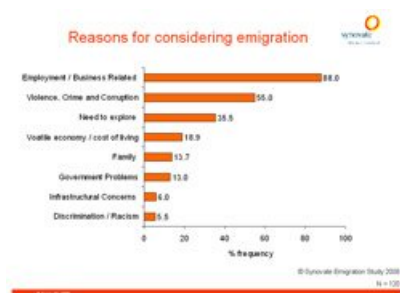 Reasons for considering emigration
synovate
Employment / Business Related
88.0
Violence, Crime and Corruption
55.0
Need to explore
35.5
Voatile economy / cost of living
18.9
Family
13.7
Government Problems
13.0
Infrastructural Concerns
6.0
Discrimination / Racism
5.5
0 20 40 60 80 100
% frequency
© Synovate Emigration Study 2008